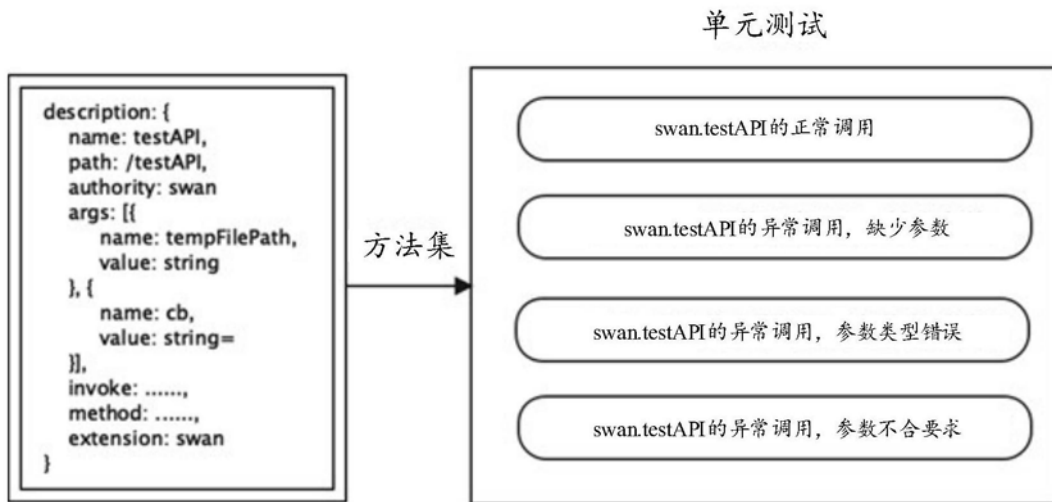 单元测试
description: {
name: testAPI,
path: /testAPI,
authority: swan
args: [{
name: tempFilePath,
value: string
}, {
name: cb,
value: string=
}],
invoke: ......,
method: ......,
extension: swan
}
方法集
swan.testAPI的正常调用
swan.testAPI的异常调用，缺少参数
swan.testAPI的异常调用，参数类型错误
swan.testAPI的异常调用，参数不合要求